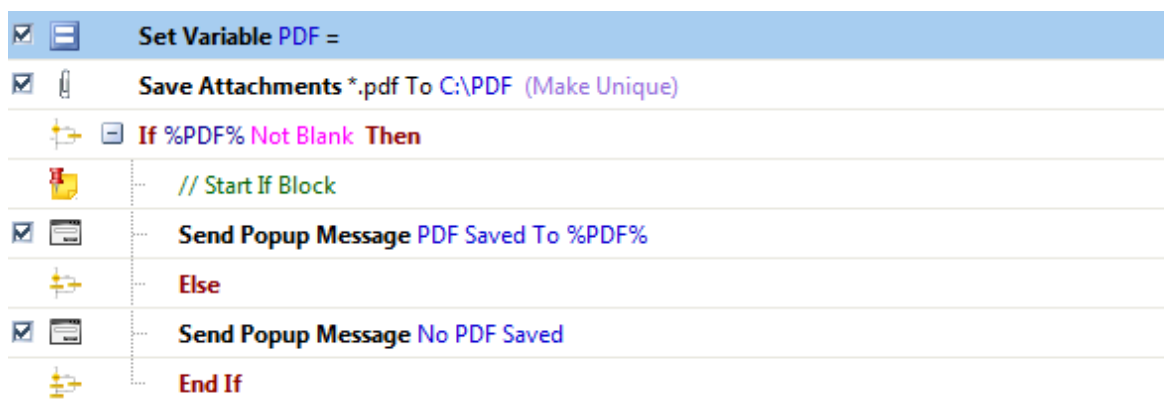 Set Variable PDF =
Save Attachments *.pdf To C:\PDF (Make Unique)
If %PDF% Not Blank Then
// Start If Block
Send Popup Message PDF Saved To %PDF%
Else
Send Popup Message No PDF Saved
End If